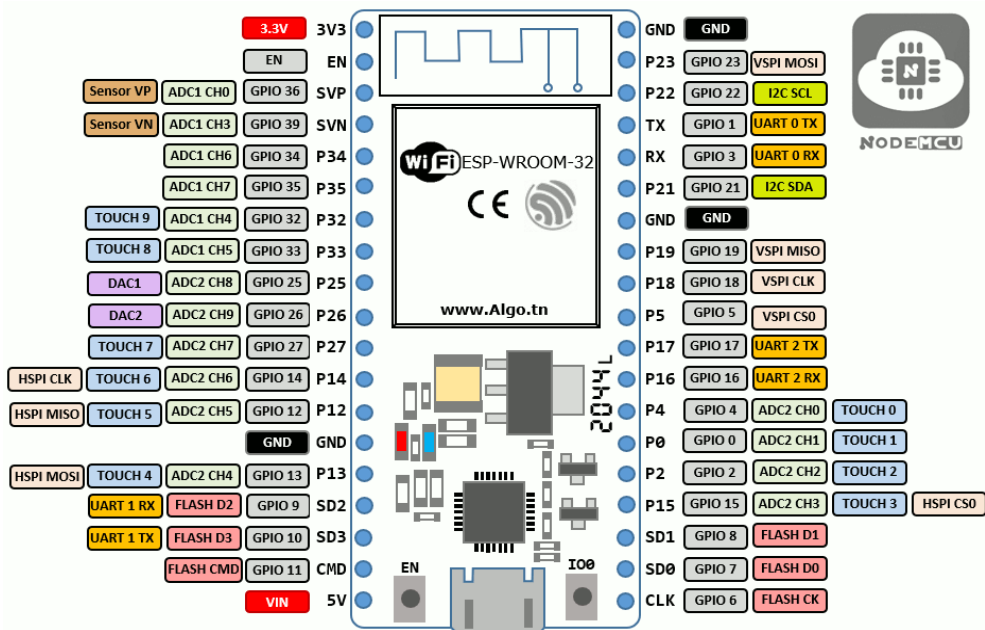 3.3V 3V3 GND GND
EN EN P23 GPIO 23 VSPI MOSI
Sensor VP ADC1 CH0 GPIO 36 SVP P22 GPIO 22 I2C SCL
Sensor VN ADC1 CH3 GPIO 39 SVN TX GPIO 1 UART 0 TX
N
NODEMCU
ADC1 CH6 GPIO 34 P34 WiFi ESP-WROOM-32 RX GPIO 3 UART 0 RX
ADC1 CH7 GPIO 35 P35 CE P21 GPIO 21 I2C SDA
TOUCH 9 ADC1 CH4 GPIO 32 P32 GND GND
TOUCH 8 ADC1 CH5 GPIO 33 P33 P19 GPIO 19 VSPI MISO
DAC1 ADC2 CH8 GPIO 25 P25 P18 GPIO 18 VSPI CLK
DAC2 ADC2 CH9 GPIO 26 P26 www.Algo.tn P5 GPIO 5 VSPI CS0
TOUCH 7 ADC2 CH7 GPIO 27 P27 P17 GPIO 17 UART 2 TX
HSPI CLK TOUCH 6 ADC2 CH6 GPIO 14 P14 2044L P16 GPIO 16 UART 2 RX
HSPI MISO TOUCH 5 ADC2 CH5 GPIO 12 P12 P4 GPIO 4 ADC2 CH0 TOUCH 0
GND GND P0 GPIO 0 ADC2 CH1 TOUCH 1
HSPI MOSI TOUCH 4 ADC2 CH4 GPIO 13 P13 P2 GPIO 2 ADC2 CH2 TOUCH 2
UART 1 RX FLASH D2 GPIO 9 SD2 P15 GPIO 15 ADC2 CH3 TOUCH 3 HSPI CS0
UART 1 TX FLASH D3 GPIO 10 SD3 SD1 GPIO 8 FLASH D1
FLASH CMD GPIO 11 CMD EN IO0 SD0 GPIO 7 FLASH D0
VIN 5V CLK GPIO 6 FLASH CK